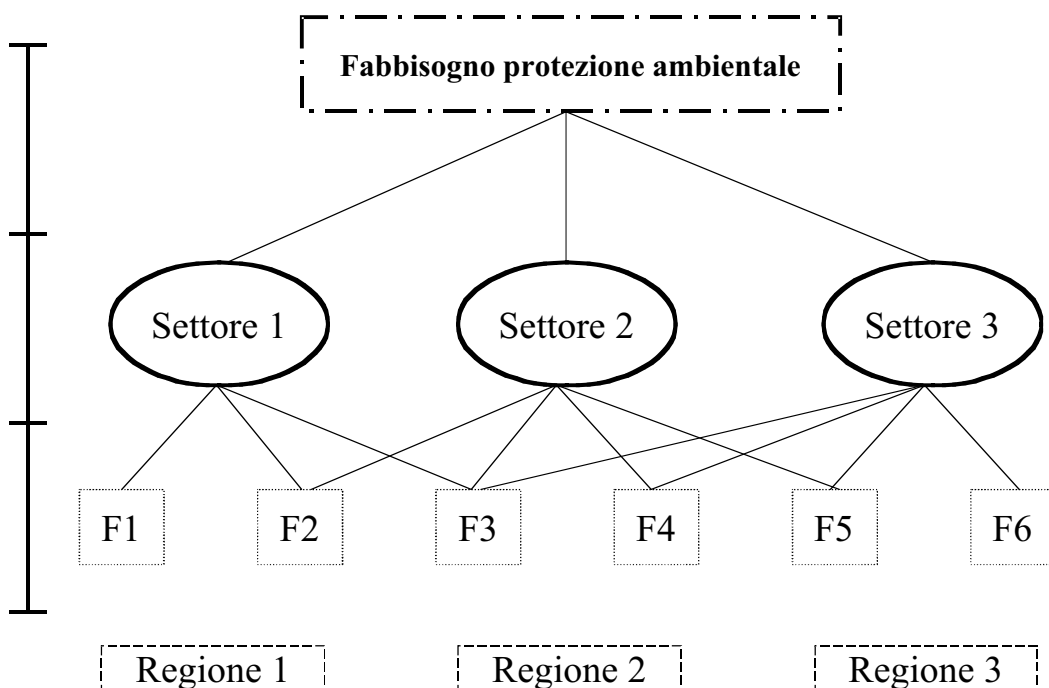 Fabbisogno protezione ambientale
Settore 1 Settore 2 Settore 3
F1 F2 F3 F4 F5 F6
Regione 1 Regione 2 Regione 3